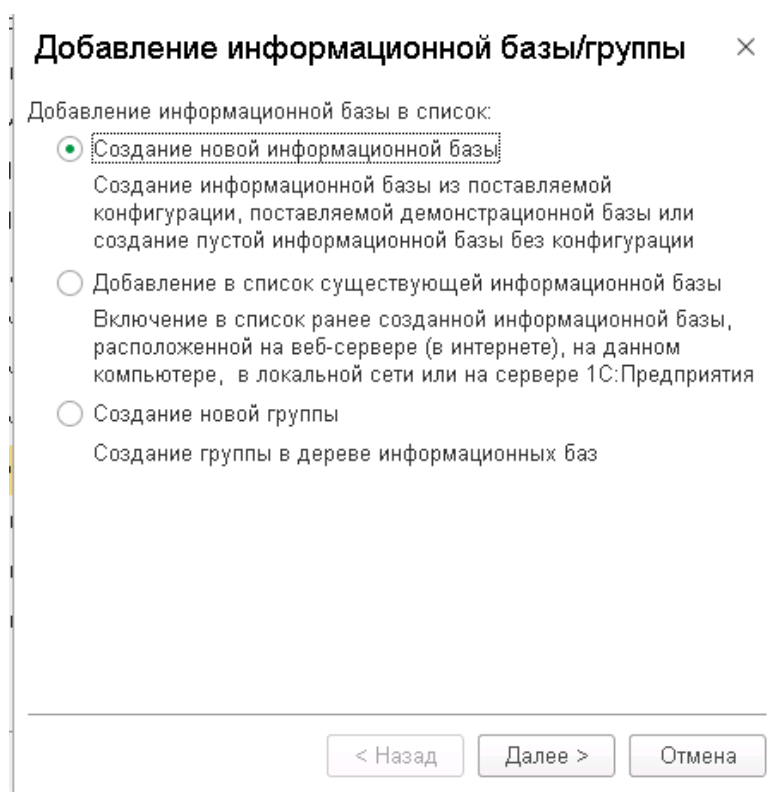 Добавление информационной базы/группы
Добавление информационной базы в список:
Создание новой информационной базы
Создание информационной базы из поставляемой
конфигурации, поставляемой демонстрационной базы или
создание пустой информационной базы без конфигурации
Добавление в список существующей информационной базы
Включение в список ранее созданной информационной базы,
расположенной на веб-сервере (в интернете), на данном
компьютере,  в локальной сети или на сервере 1С:Предприятия
Создание новой группы
Создание группы в дереве информационных баз
< Назад Далее > Отмена